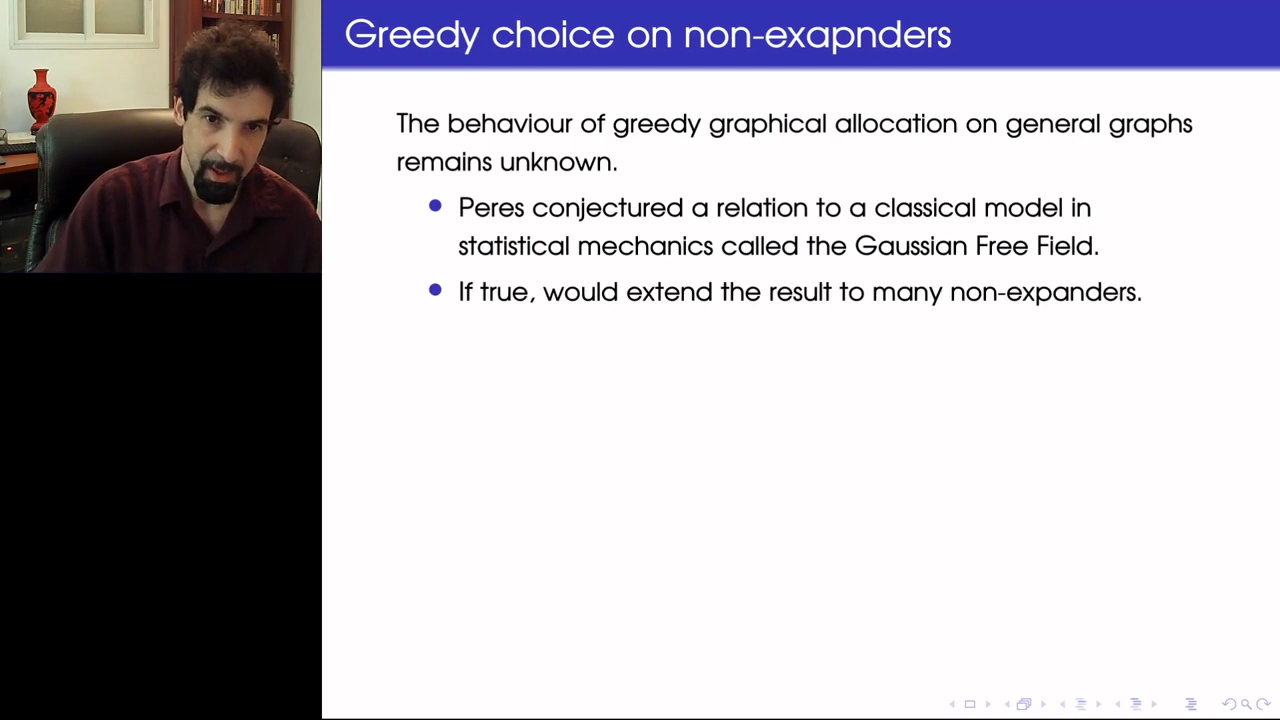 Greedy choice on non-exapnders
The behaviour of greedy graphical allocation on general graphs
remains unknown.
Peres conjectured a relation to a classical model in
statistical mechanics called the Gaussian Free Field.
If true, would extend the result to many non-expanders.